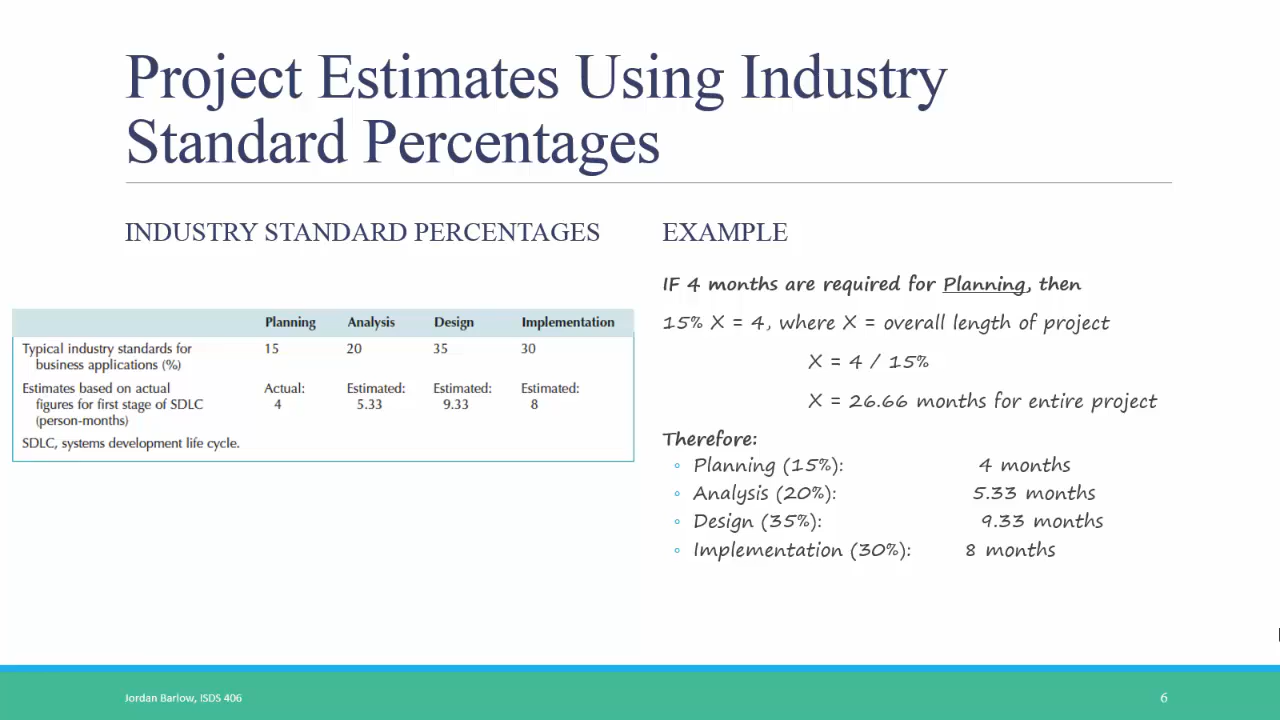 Project Estimates Using Industry
Standard Percentages
INDUSTRY STANDARD PERCENTAGES
Planning Analysis Design Implementation
Typical industry standards for 15 20 35 30
business applications (%)
Estimates based on actual Actual: Estimated: Estimated: Estimated:
figures for first stage of SDLC 4 5.33 9.33 8
(person-months)
SDLC, systems development life cycle.
EXAMPLE
IF 4 months are required for Planning, then
15% X = 4, where X = overall length of project
X = 4 / 15%
X = 26.66 months for entire project
Therefore:
◦ Planning (15%): 4 months
◦ Analysis (20%): 5.33 months
◦ Design (35%): 9.33 months
◦ Implementation (30%): 8 months
Jordan Barlow, ISDS 406
6